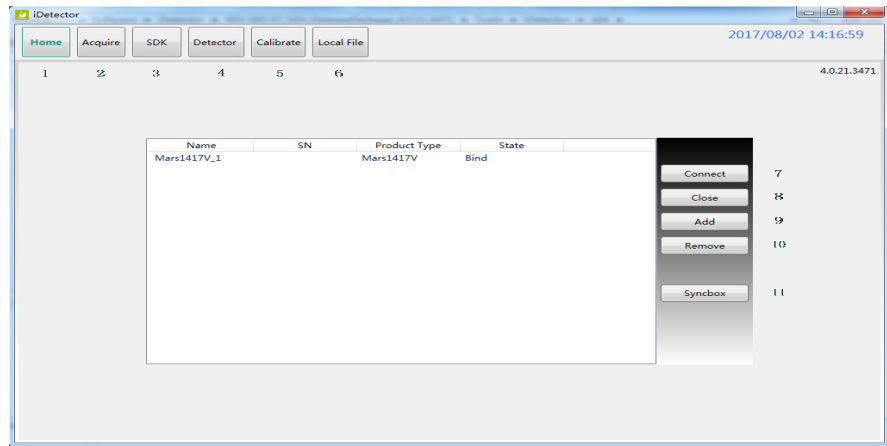 iDetector
Home Acquire SDK Detector Calibrate Local File 2017/08/02 14:16:59
1 2 3 4 5 6 4.0.21.3471
Name SN Product Type State
Mars1417V_1 Mars1417V Bind
Connect 7
Close 8
Add 9
Remove 10
Syncbox 11